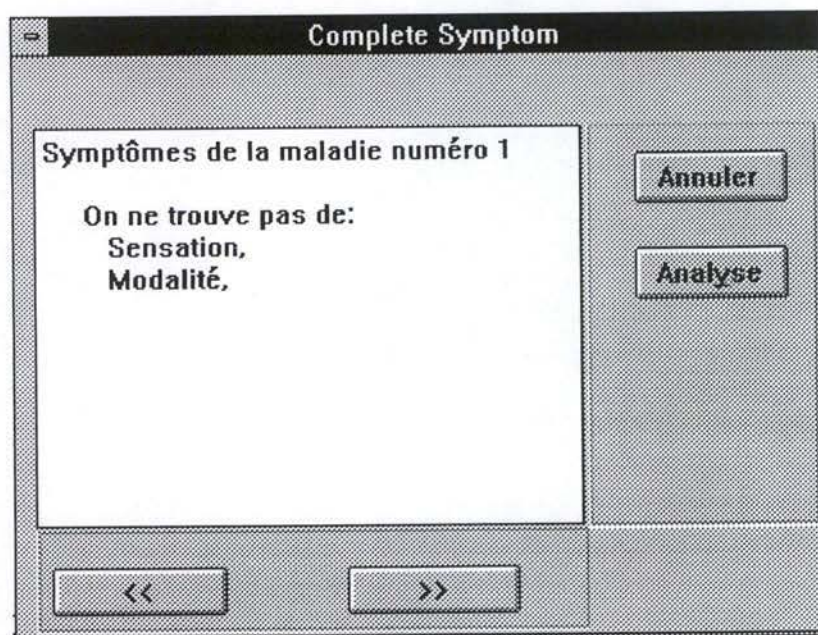 Complete Symptom
Symptômes de la maladie numéro 1
On ne trouve pas de:
Sensation,
Modalité,
Annuler
Analyse
<<
>>